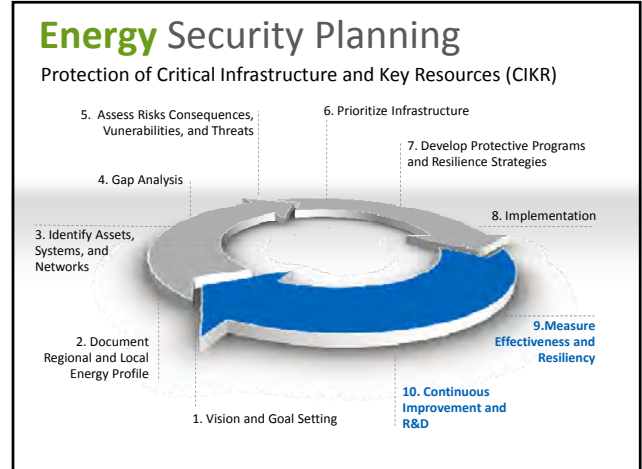 Energy Security Planning
Protection of Critical Infrastructure and Key Resources (CIKR)
5. Assess Risks Consequences,
Vunerabilities, and Threats
6. Prioritize Infrastructure
7. Develop Protective Programs
and Resilience Strategies
4. Gap Analysis
8. Implementation
3. Identify Assets,
Systems, and
Networks
9.Measure
Effectiveness and
Resiliency
2. Document
Regional and Local
Energy Profile
10. Continuous
Improvement and
R&D
1. Vision and Goal Setting